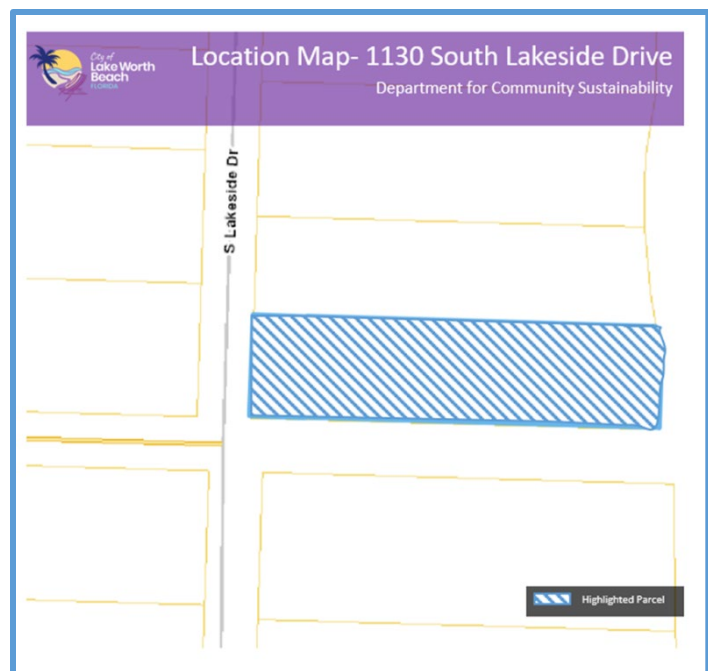 City of
Lake Worth
Beach
FLORIDA
Location Map- 1130 South Lakeside Drive
Department for Community Sustainability
S Lakeside Dr
Highlighted Parcel